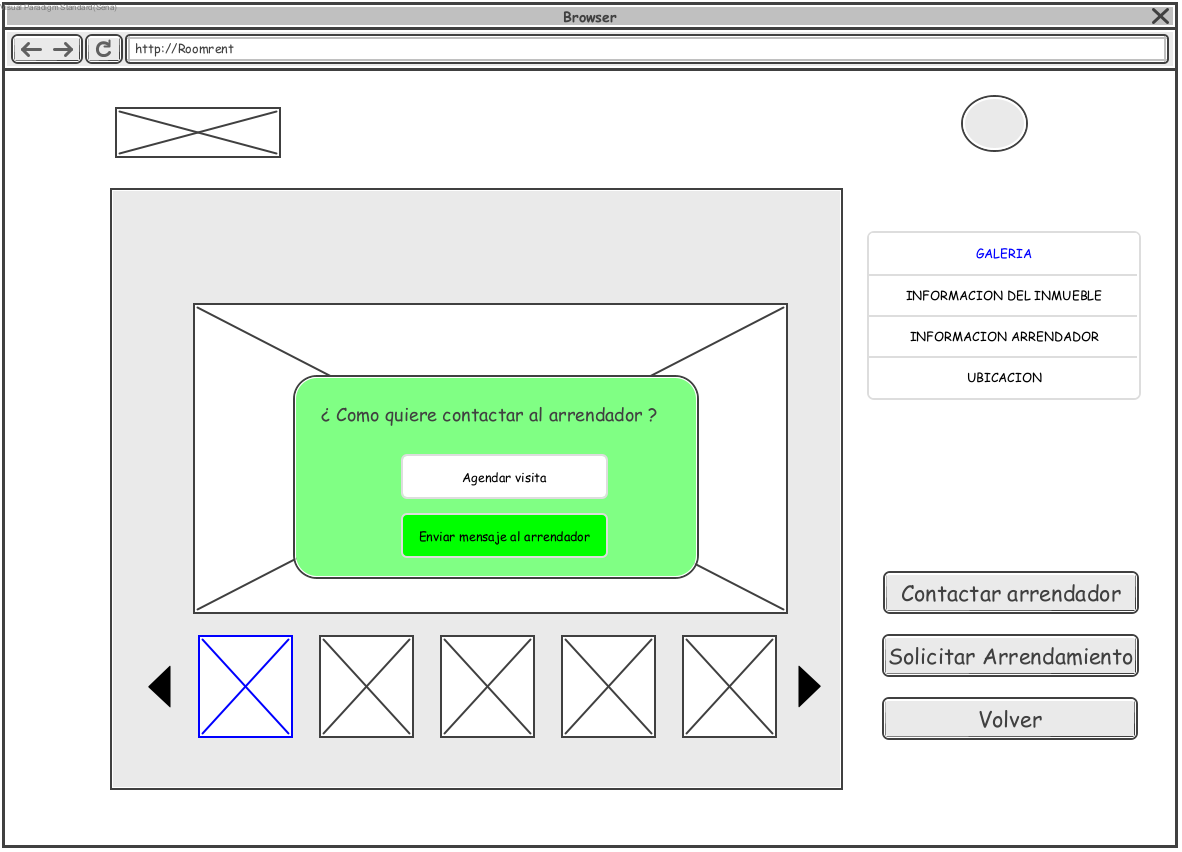 Visual Paradigm Standard(Seria)
Browser
http://Roomrent
GALERIA
INFORMACION DEL INMUEBLE
INFORMACION ARRENDADOR
UBICACION
¿ Como quiere contactar al arrendador ?
Agendar visita
Enviar mensaje al arrendador
Contactar arrendador
Solicitar Arrendamiento
Volver